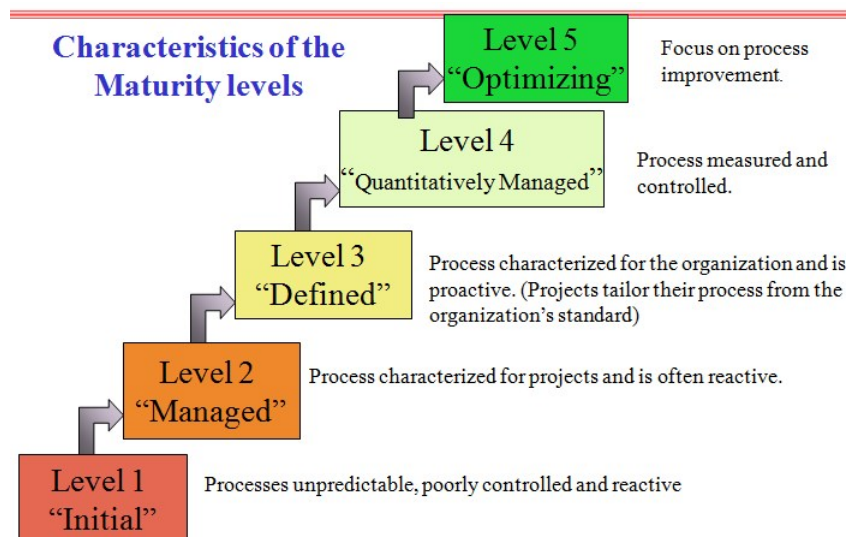 Characteristics of the
Maturity levels
Level 5
“Optimizing”
Focus on process
improvement.
Level 4
“Quantitatively Managed”
Process measured and
controlled.
Level 3
“Defined”
Process characterized for the organization and is
proactive. (Projects tailor their process from the
organization’s standard)
Level 2
“Managed”
Process characterized for projects and is often reactive.
Level 1
“Initial”
Processes unpredictable, poorly controlled and reactive